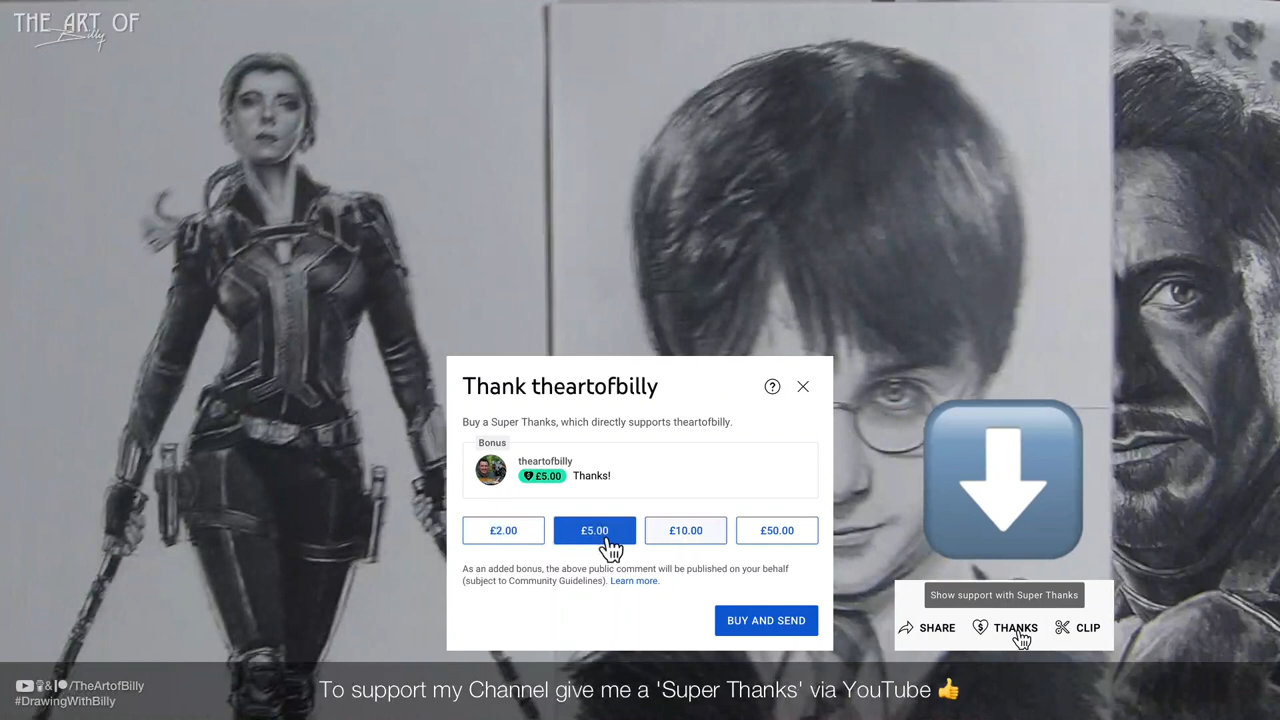 THE ART OF
Billy
Thank theartofbilly
Buy a Super Thanks, which directly supports theartofbilly.
Bonus
theartofbilly
£5.00 Thanks!
£2.00 £5.00 £10.00 £50.00
As an added bonus, the above public comment will be published on your behalf
(subject to Community Guidelines). Learn more.
BUY AND SEND
Show support with Super Thanks
SHARE THANKS CLIP
& /TheArtofBilly
#DrawingWithBilly
To support my Channel give me a 'Super Thanks' via YouTube 👍